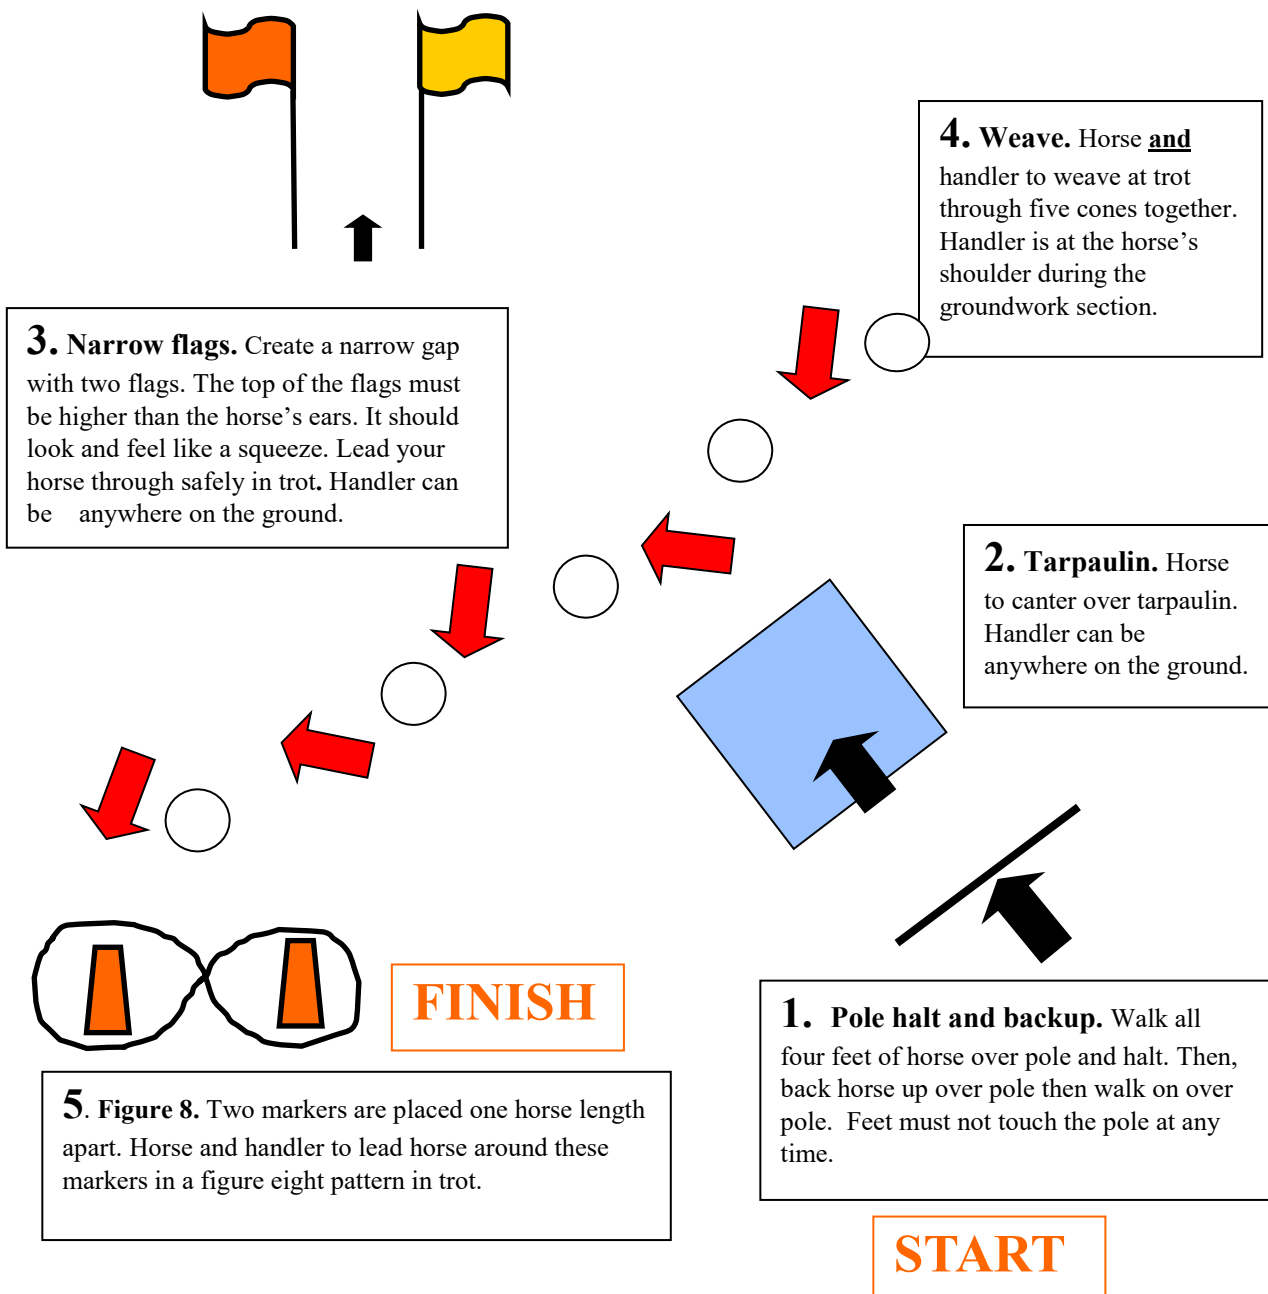 4. Weave. Horse and
handler to weave at trot
through five cones together.
Handler is at the horse’s
shoulder during the
groundwork section.
3. Narrow flags. Create a narrow gap
with two flags. The top of the flags must
be higher than the horse’s ears. It should
look and feel like a squeeze. Lead your
horse through safely in trot. Handler can
be anywhere on the ground.
2. Tarpaulin. Horse
to canter over tarpaulin.
Handler can be
anywhere on the ground.
FINISH
1. Pole halt and backup. Walk all
four feet of horse over pole and halt. Then,
back horse up over pole then walk on over
pole. Feet must not touch the pole at any
time.
5. Figure 8. Two markers are placed one horse length
apart. Horse and handler to lead horse around these
markers in a figure eight pattern in trot.
START